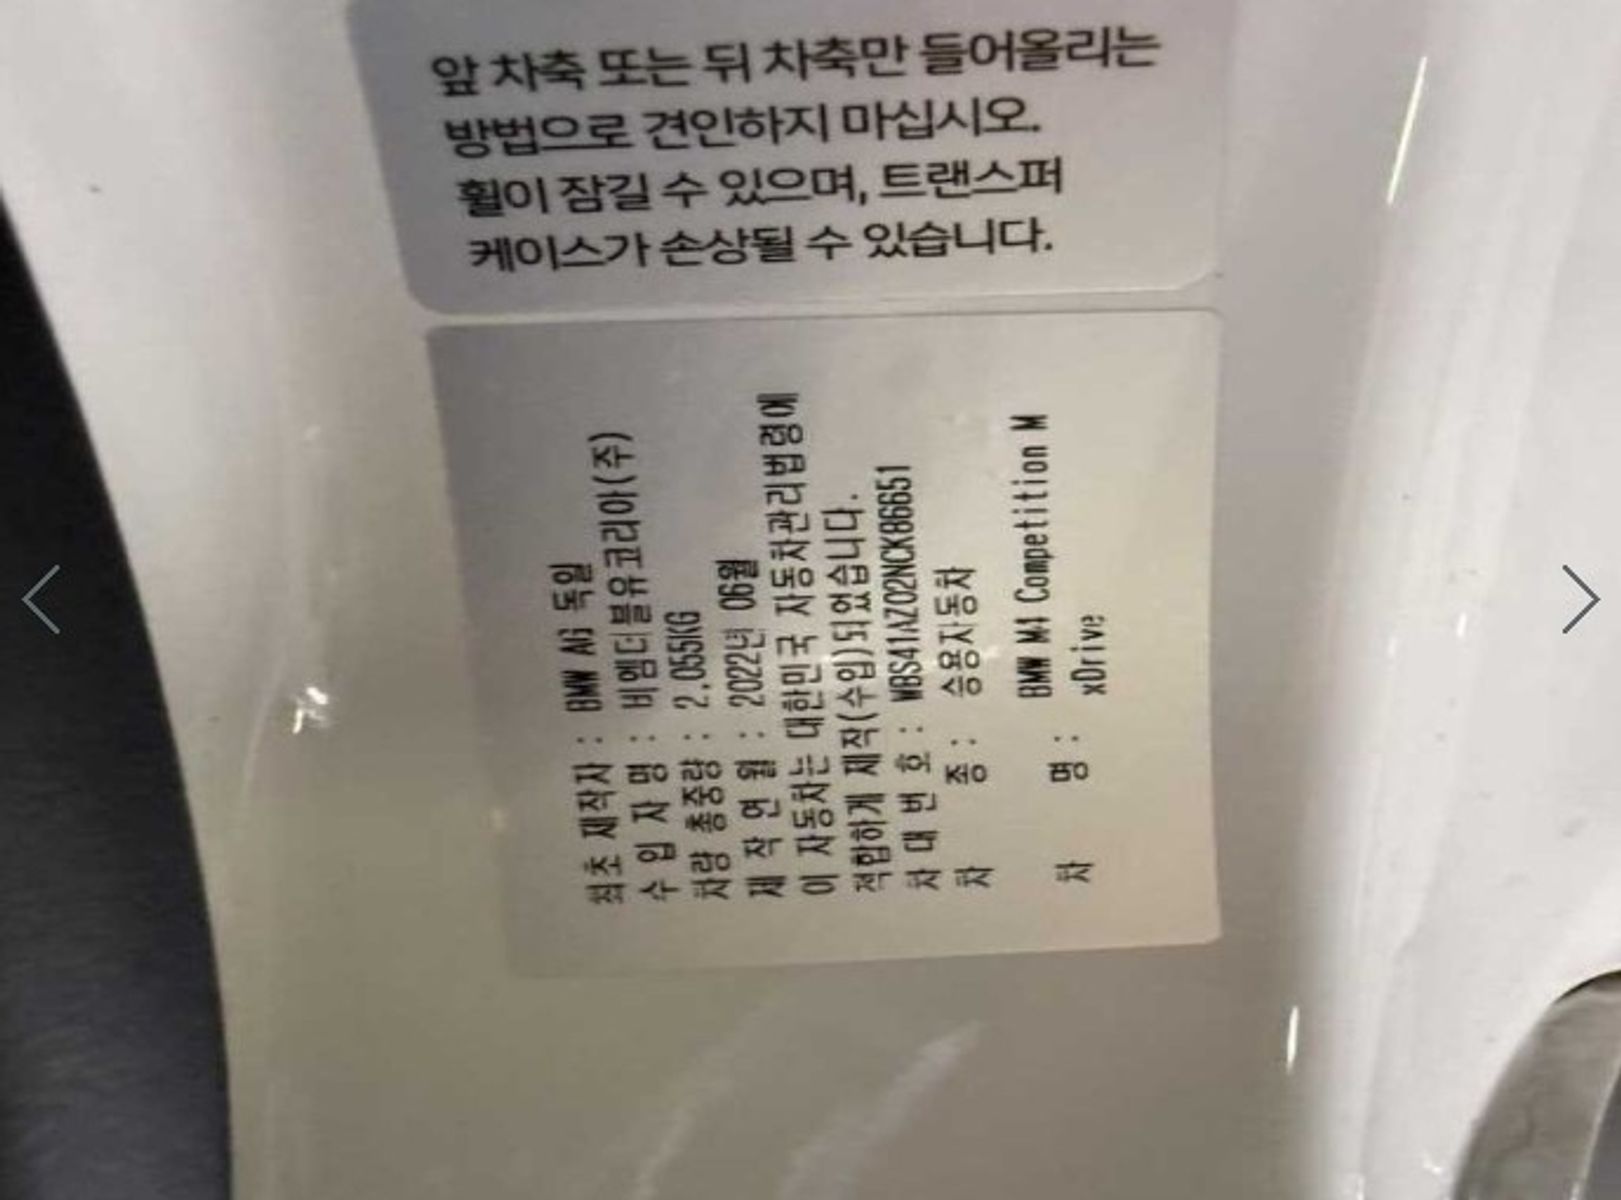 앞 차축 또는 뒤 차축만 들어올리는
방법으로 견인하지 마십시오.
휠이 잠길 수 있으며, 트랜스퍼
케이스가 손상될 수 있습니다.
최초 제작자 : BMW AG 독일
수 입 자 명 : 비엠더블유코리아(주)
차량 총중량 : 2,055KG
제 작 연 월 : 2022년 06월
이 자동차는 대한민국 자동차관리법령에
적합하게 제작(수입)되었습니다.
차 대 번 호 : WBS41AZ02NCK86651
차 종 : 승용자동차
BMW M4 Competition M
차 명 : xDrive